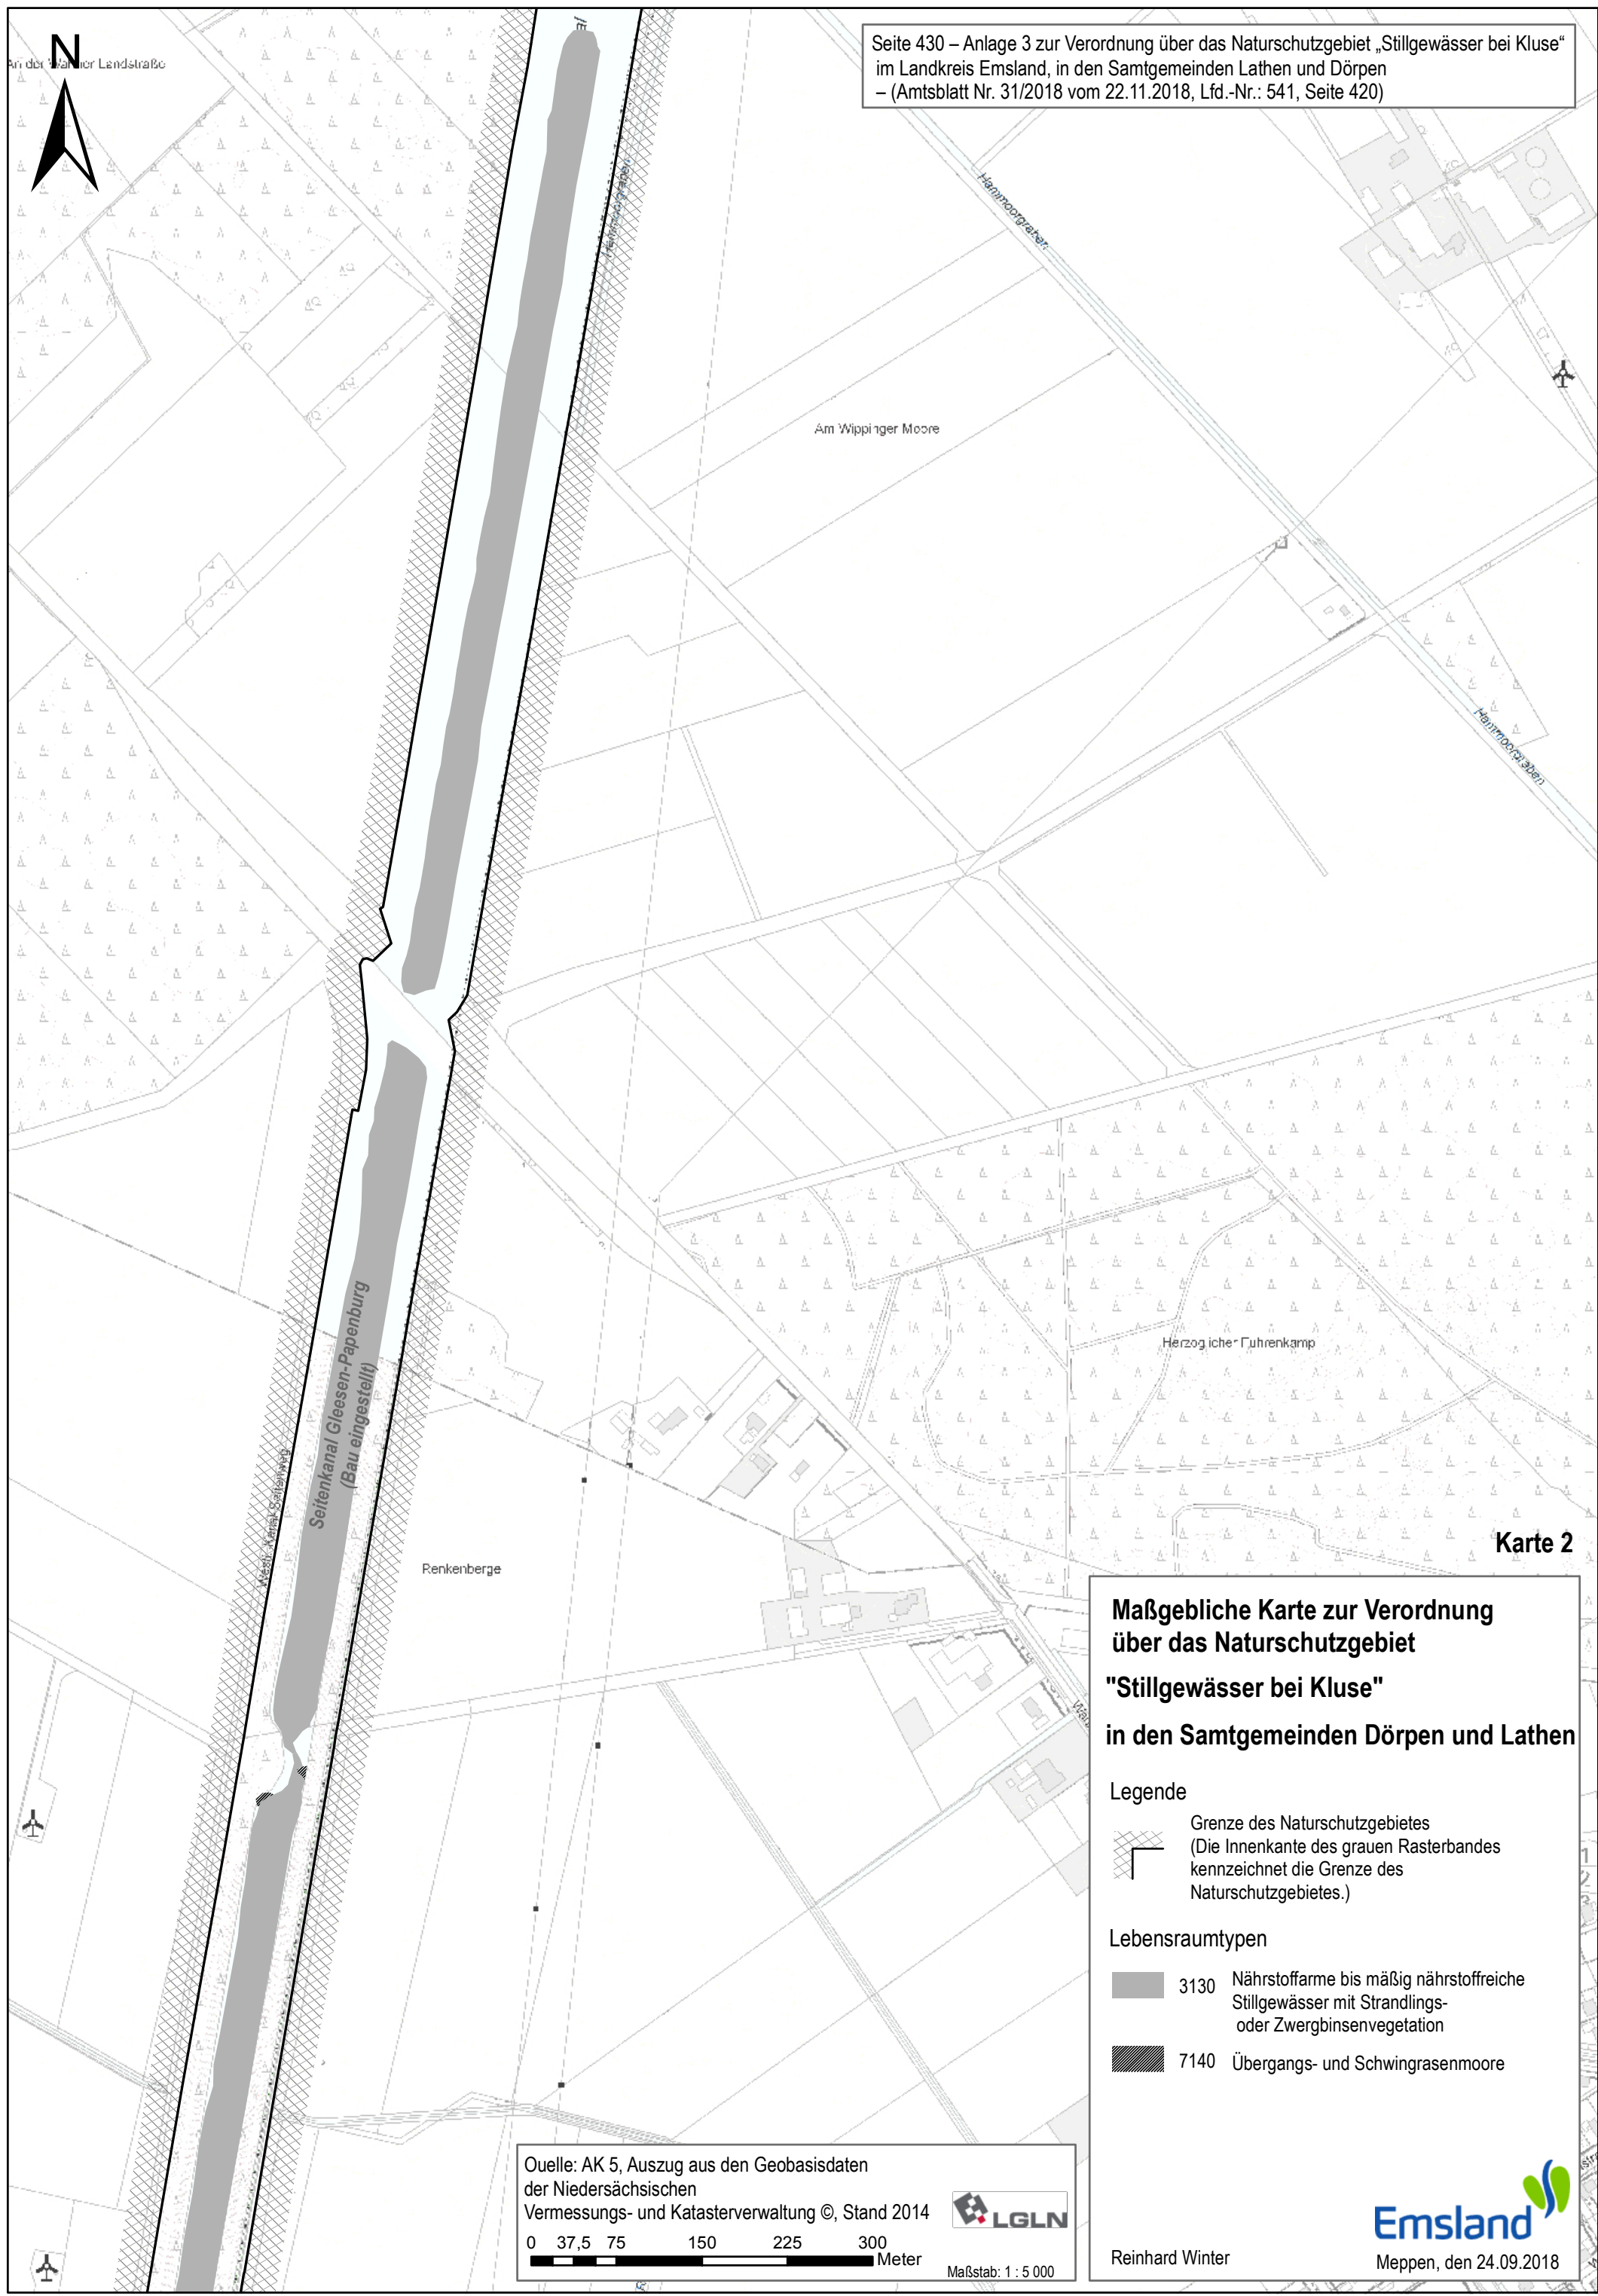 Seite 430 – Anlage 3 zur Verordnung über das Naturschutzgebiet „Stillgewässer bei Kluse“
im Landkreis Emsland, in den Samtgemeinden Lathen und Dörpen
– (Amtsblatt Nr. 31/2018 vom 22.11.2018, Lfd.-Nr.: 541, Seite 420)
N
An der Landstraße
Hammoorgraben
Hammoorgraben
Am Wippinger Moore
Hammoorgraben
Herzoglicher Fuhrenkamp
Seitenkanal Gleesen-Papenburg
(Bau eingestellt)
Renkenberge
Karte 2
Maßgebliche Karte zur Verordnung
über das Naturschutzgebiet
"Stillgewässer bei Kluse"
in den Samtgemeinden Dörpen und Lathen
Legende
Grenze des Naturschutzgebietes
(Die Innenkante des grauen Rasterbandes
kennzeichnet die Grenze des
Naturschutzgebietes.)
Lebensraumtypen
3130 Nährstoffarme bis mäßig nährstoffreiche
Stillgewässer mit Strandlings-
oder Zwergbinsenvegetation
7140 Übergangs- und Schwingrasenmoore
Quelle: AK 5, Auszug aus den Geobasisdaten
der Niedersächsischen
Vermessungs- und Katasterverwaltung ©, Stand 2014
LGLN
0 37,5 75 150 225 300
Meter
Maßstab: 1 : 5 000
Emsland
Reinhard Winter
Meppen, den 24.09.2018